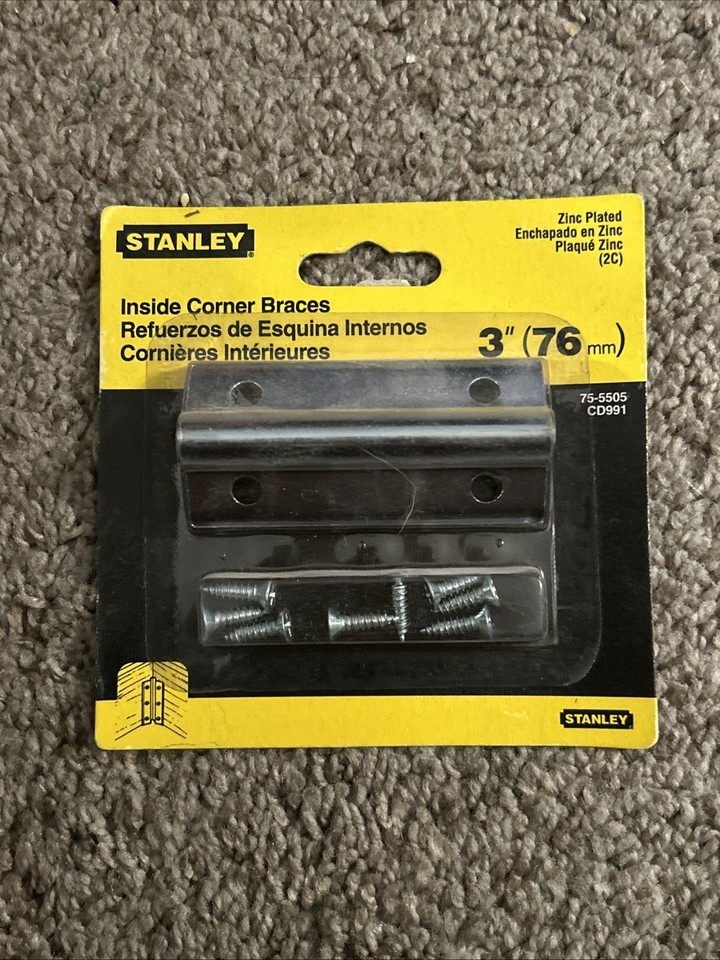 STANLEY®
Zinc Plated
Enchapado en Zinc
Plaqué Zinc
(2C)
Inside Corner Braces
Refuerzos de Esquina Internos
Cornières Intérieures
3" (76 mm)
75-5505
CD991
STANLEY